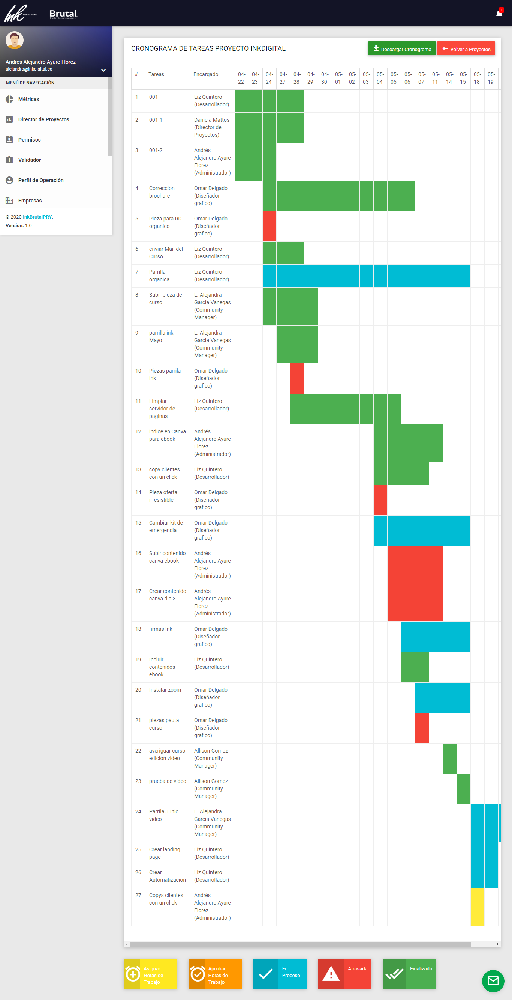 Ink
AGENCIA DIGITAL
Brutal.
Digital Consulting Agency
1
Andrés Alejandro Ayure Florez
alejandro@inkdigital.co
MENÚ DE NAVEGACIÓN
Métricas
Director de Proyectos
Permisos
Validador
Perfil de Operación
Empresas
© 2020 InkBrutalPRY.
Version: 1.0
CRONOGRAMA DE TAREAS PROYECTO INKDIGITAL
Descargar Cronograma
Volver a Proyectos
# Tareas Encargado 04- 04- 04- 04- 04- 04- 04- 05- 05- 05- 05- 05- 05- 05- 05- 05- 05- 05- 05-
22 23 24 27 28 29 30 01 02 03 04 05 06 07 11 14 15 18 19
1 001 Liz Quintero
(Desarrollador)
2 001-1 Daniela Mattos
(Director de
Proyectos)
3 001-2 Andrés
Alejandro Ayure
Florez
(Administrador)
4 Correccion Omar Delgado
brochure (Diseñador
grafico)
5 Pieza para RD Omar Delgado
organico (Diseñador
grafico)
6 enviar Mail del Liz Quintero
Curso (Desarrollador)
7 Parrilla Liz Quintero
organica (Desarrollador)
8 Subir pieza de L. Alejandra
curso Garcia Vanegas
(Community
Manager)
9 parrilla ink L. Alejandra
Mayo Garcia Vanegas
(Community
Manager)
10 Piezas parrila Omar Delgado
ink (Diseñador
grafico)
11 Limpiar Liz Quintero
servidor de (Desarrollador)
paginas
12 indice en Canva Andrés
para ebook Alejandro Ayure
Florez
(Administrador)
13 copy clientes Liz Quintero
con un click (Desarrollador)
14 Pieza oferta Omar Delgado
irresistible (Diseñador
grafico)
15 Cambiar kit de Omar Delgado
emergencia (Diseñador
grafico)
16 Subir contenido Andrés
canva ebook Alejandro Ayure
Florez
(Administrador)
17 Crear contenido Andrés
canva dia 3 Alejandro Ayure
Florez
(Administrador)
18 firmas Ink Omar Delgado
(Diseñador
grafico)
19 Incluir Liz Quintero
contenidos (Desarrollador)
ebook
20 Instalar zoom Omar Delgado
(Diseñador
grafico)
21 piezas pauta Omar Delgado
curso (Diseñador
grafico)
22 averiguar curso Allison Gomez
edicion video (Community
Manager)
23 prueba de video Allison Gomez
(Community
Manager)
24 Parrila Junio L. Alejandra
video Garcia Vanegas
(Community
Manager)
25 Crear landing Liz Quintero
page (Desarrollador)
26 Crear Liz Quintero
Automatización (Desarrollador)
27 Copys clientes Andrés
con un click Alejandro Ayure
Florez
(Administrador)
Asignar
Horas de
Trabajo
Aprobar
Horas de
Trabajo
En
Proceso
Atrasada
Finalizado